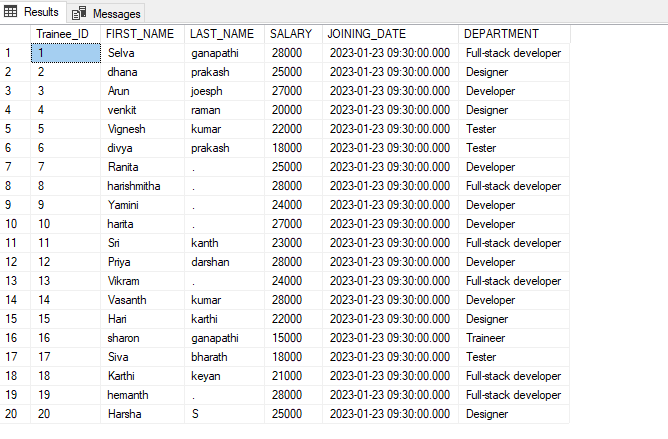 Results Messages
Trainee_ID FIRST_NAME LAST_NAME SALARY JOINING_DATE DEPARTMENT
1 1 Selva ganapathi 28000 2023-01-23 09:30:00.000 Full-stack developer
2 2 dhana prakash 25000 2023-01-23 09:30:00.000 Designer
3 3 Arun joesph 27000 2023-01-23 09:30:00.000 Developer
4 4 venkit raman 20000 2023-01-23 09:30:00.000 Designer
5 5 Vignesh kumar 22000 2023-01-23 09:30:00.000 Tester
6 6 divya prakash 18000 2023-01-23 09:30:00.000 Tester
7 7 Ranita . 25000 2023-01-23 09:30:00.000 Developer
8 8 harishmitha . 28000 2023-01-23 09:30:00.000 Full-stack developer
9 9 Yamini . 24000 2023-01-23 09:30:00.000 Developer
10 10 harita . 27000 2023-01-23 09:30:00.000 Developer
11 11 Sri kanth 23000 2023-01-23 09:30:00.000 Full-stack developer
12 12 Priya darshan 28000 2023-01-23 09:30:00.000 Developer
13 13 Vikram . 24000 2023-01-23 09:30:00.000 Full-stack developer
14 14 Vasanth kumar 28000 2023-01-23 09:30:00.000 Developer
15 15 Hari karthi 22000 2023-01-23 09:30:00.000 Designer
16 16 sharon ganapathi 15000 2023-01-23 09:30:00.000 Traineer
17 17 Siva bharath 18000 2023-01-23 09:30:00.000 Tester
18 18 Karthi keyan 21000 2023-01-23 09:30:00.000 Full-stack developer
19 19 hemanth . 28000 2023-01-23 09:30:00.000 Full-stack developer
20 20 Harsha S 25000 2023-01-23 09:30:00.000 Designer